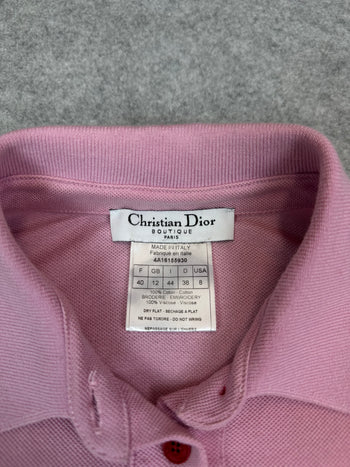 Christian Dior
BOUTIQUE
PARIS
MADE IN ITALY
Fabriqué en Italie
4A16155930
F GB I D USA
40 12 44 38 8
100% Coton - Cotton
BRODERIE - EMBROIDERY
100% Viscose - Viscose
DRY FLAT - SECHAGE A PLAT
NE PAS TORDRE - DO NOT WRING